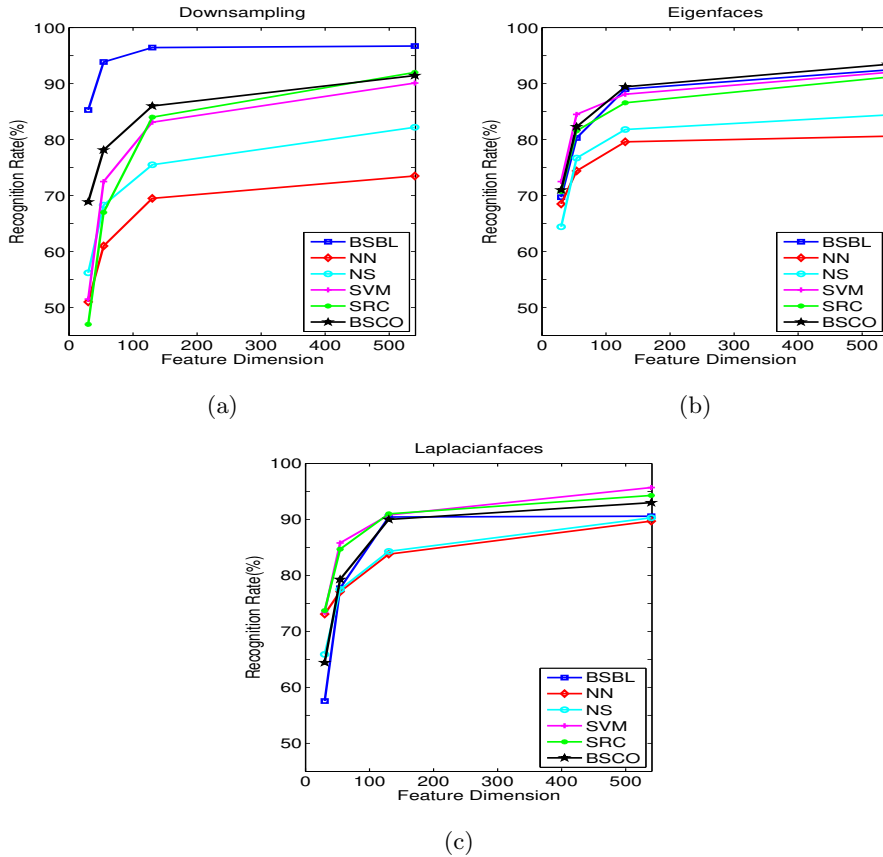 Downsampling
100
90
80
70
60
50
Recognition Rate(%)
BSBL
NN
NS
SVM
SRC
BSCO
0 100 200 300 400 500
Feature Dimension
(a)
Eigenfaces
100
90
80
70
60
50
Recognition Rate(%)
BSBL
NN
NS
SVM
SRC
BSCO
0 100 200 300 400 500
Feature Dimension
(b)
Laplacianfaces
100
90
80
70
60
50
Recognition Rate(%)
BSBL
NN
NS
SVM
SRC
BSCO
0 100 200 300 400 500
Feature Dimension
(c)